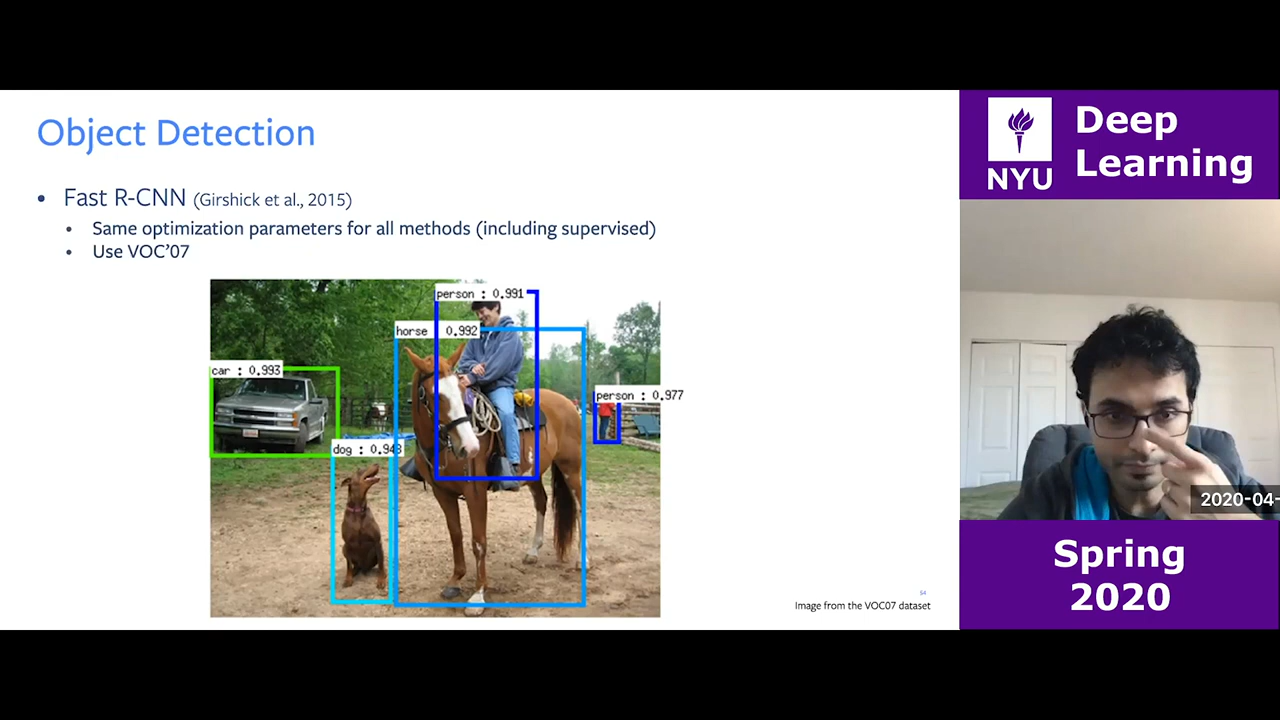 Object Detection
• Fast R-CNN (Girshick et al., 2015)
• Same optimization parameters for all methods (including supervised)
• Use VOC’07
person : 0.991
horse 0.992
car : 0.993
person : 0.977
dog : 0.943
54
Image from the VOC07 dataset
NYU
Deep
Learning
2020-04-
Spring
2020